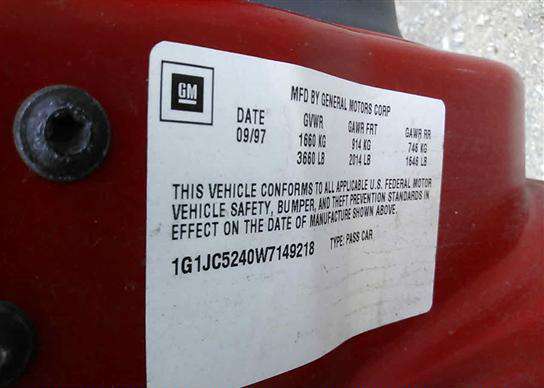 GM
MFD BY GENERAL MOTORS CORP
DATE GVWR GAWR FRT GAWR RR
09/97 1660 KG 914 KG 746 KG
3660 LB 2014 LB 1646 LB
THIS VEHICLE CONFORMS TO ALL APPLICABLE U.S. FEDERAL MOTOR
VEHICLE SAFETY, BUMPER, AND THEFT PREVENTION STANDARDS IN
EFFECT ON THE DATE OF MANUFACTURE SHOWN ABOVE.
1G1JC5240W7149218 TYPE: PASS CAR